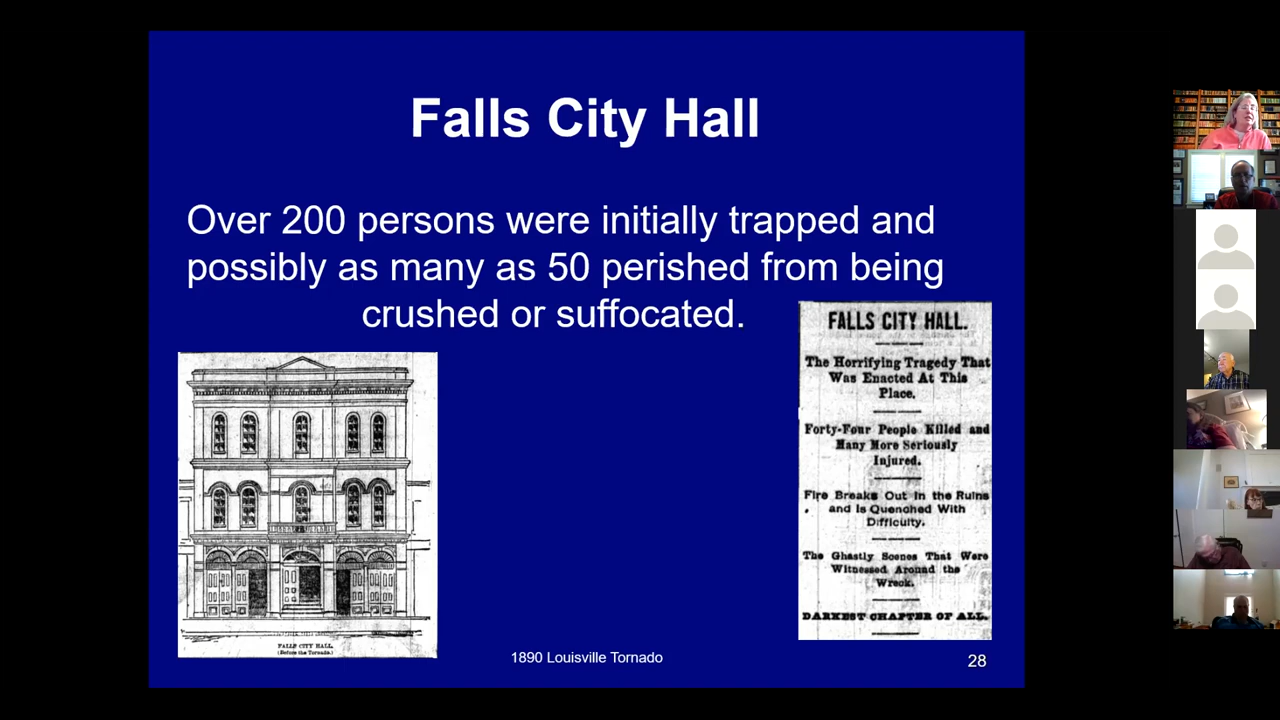 Falls City Hall
Over 200 persons were initially trapped and
possibly as many as 50 perished from being
crushed or suffocated.
FALLS CITY HALL.
The Horrifying Tragedy That
Was Enacted At This
Place.
Forty-Four People Killed and
Many More Seriously
Injured.
Fire Breaks Out In the Ruins
and Is Quenched With
Difficulty.
The Ghastly Scenes That Were
Witnessed Around the
Wreck.
DARKEST CHAPTER OF ALL.
FALLS CITY HALL.
(Before the Tornado.)
1890 Louisville Tornado
28